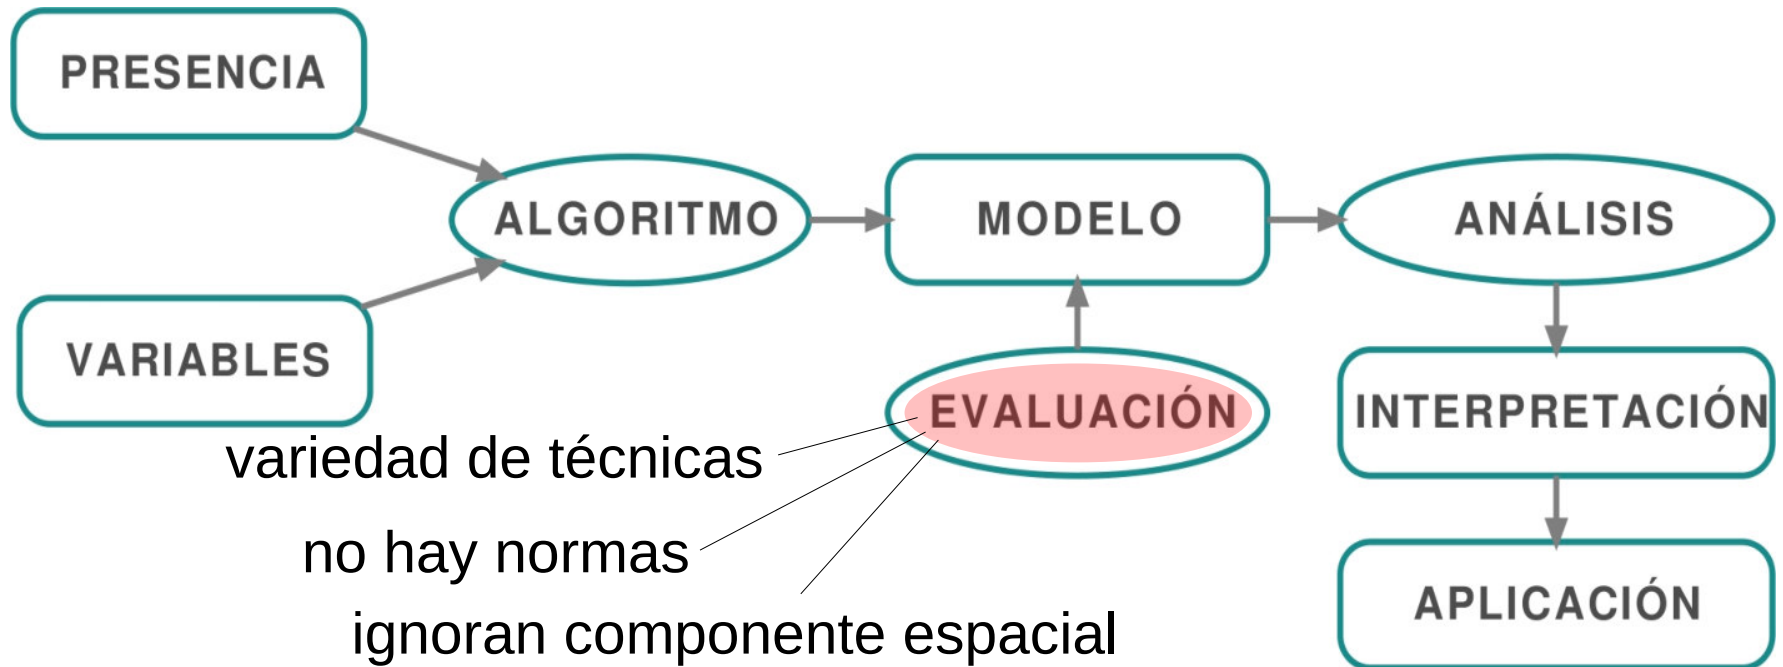 PRESENCIA
ALGORITMO
MODELO
ANÁLISIS
VARIABLES
EVALUACIÓN
INTERPRETACIÓN
variedad de técnicas
no hay normas
APLICACIÓN
ignoran componente espacial